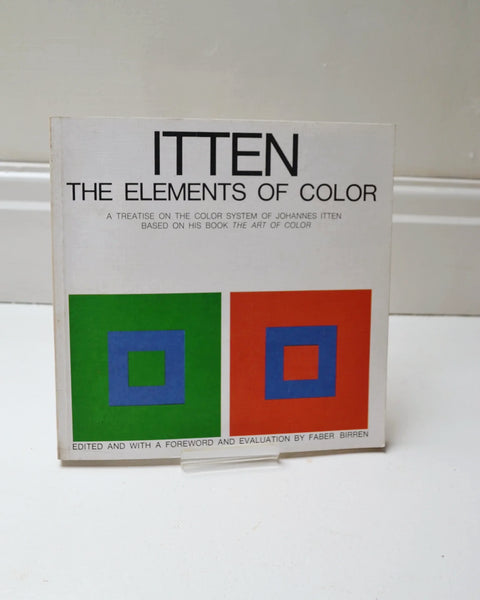 ITTEN
THE ELEMENTS OF COLOR
A TREATISE ON THE COLOR SYSTEM OF JOHANNES ITTEN
BASED ON HIS BOOK THE ART OF COLOR
EDITED AND WITH A FOREWORD AND EVALUATION BY FABER BIRREN